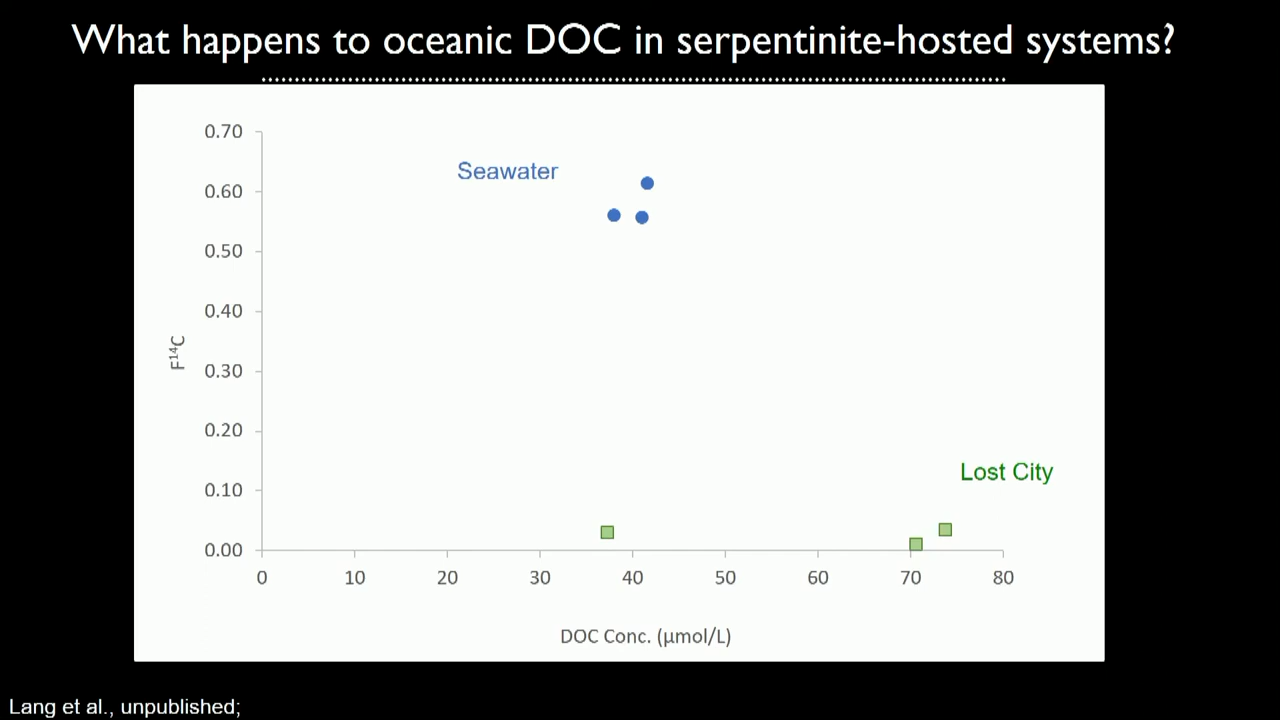 What happens to oceanic DOC in serpentinite-hosted systems?
0.70
Seawater
0.60
0.50
0.40
F¹⁴C
0.30
0.20
Lost City
0.10
0.00
0 10 20 30 40 50 60 70 80
DOC Conc. (µmol/L)
Lang et al., unpublished;